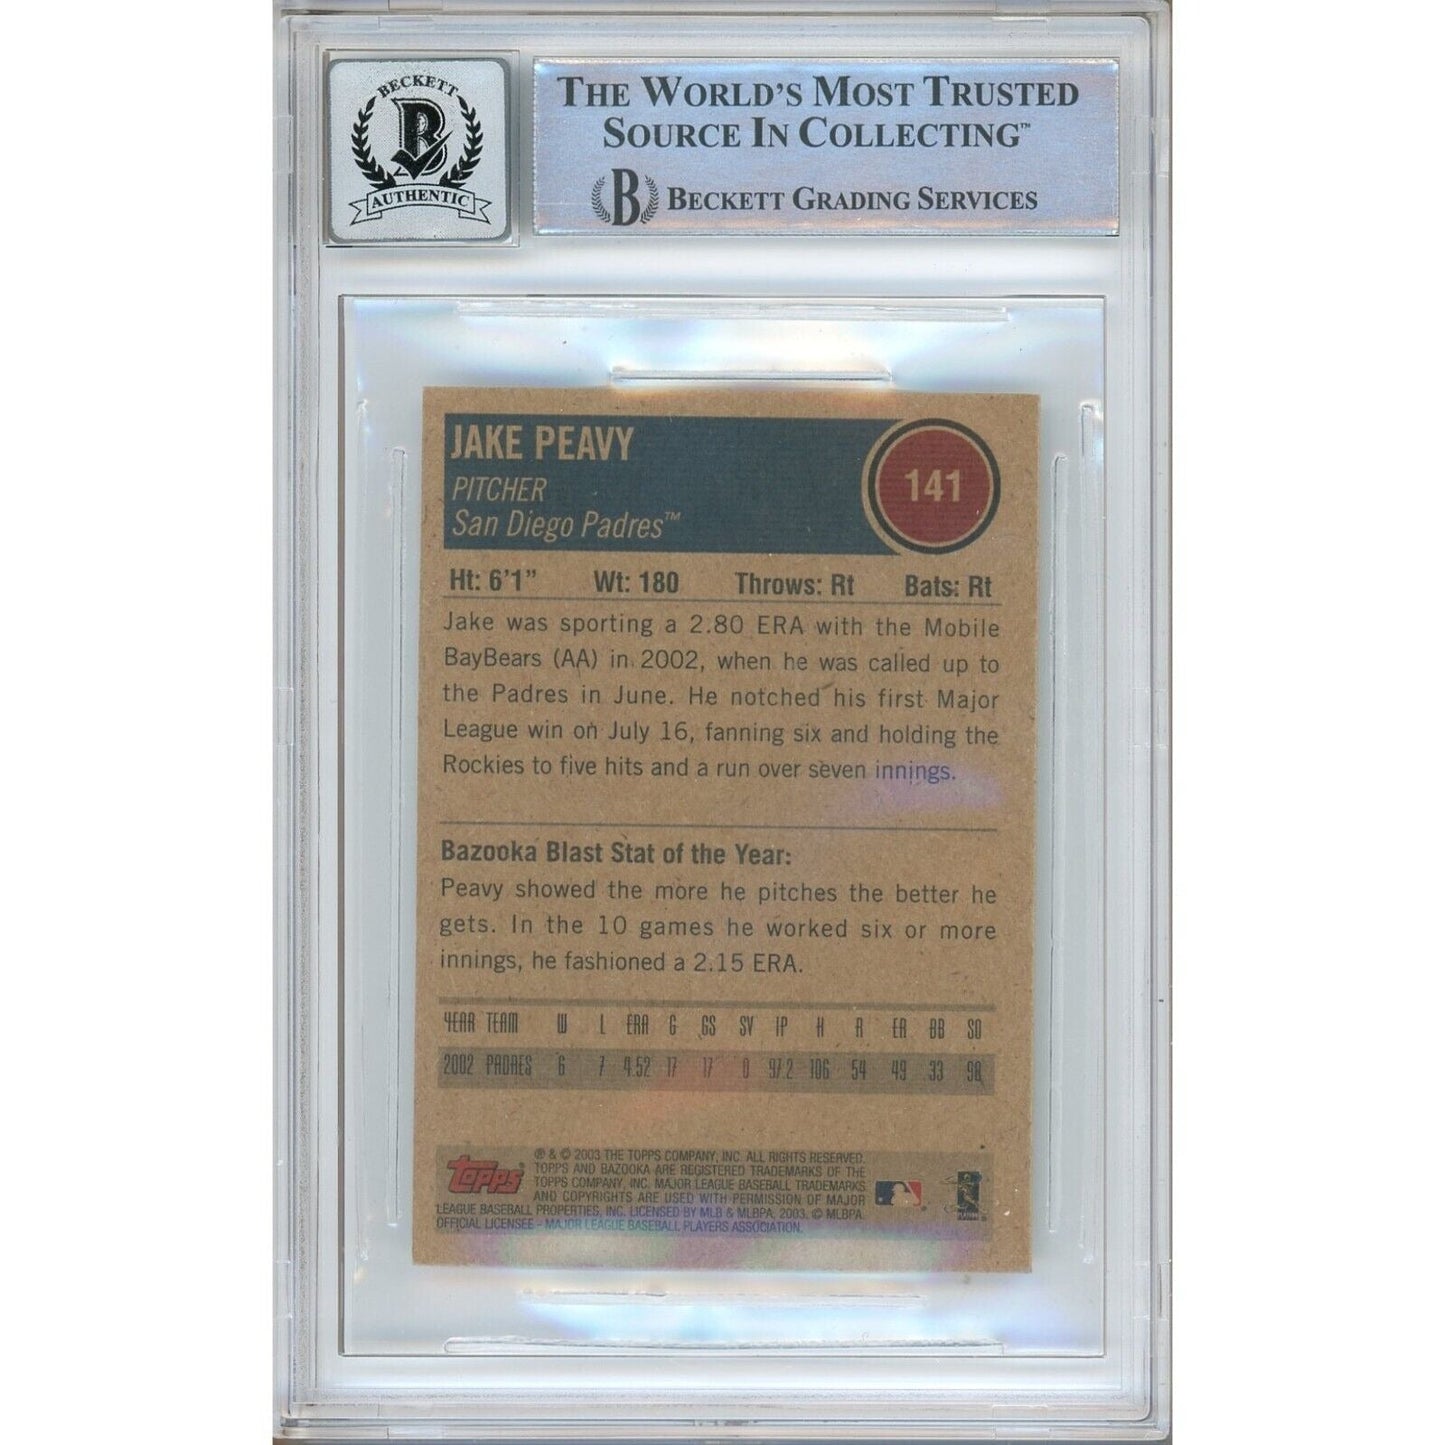 BECKETT
B
AUTHENTIC
THE WORLD'S MOST TRUSTED
SOURCE IN COLLECTING™
B BECKETT GRADING SERVICES
JAKE PEAVY
PITCHER
San Diego Padres™
141
Ht: 6'1" Wt: 180 Throws: Rt Bats: Rt
Jake was sporting a 2.80 ERA with the Mobile
BayBears (AA) in 2002, when he was called up to
the Padres in June. He notched his first Major
League win on July 16, fanning six and holding the
Rockies to five hits and a run over seven innings.
Bazooka Blast Stat of the Year:
Peavy showed the more he pitches the better he
gets. In the 10 games he worked six or more
innings, he fashioned a 2.15 ERA.
YEAR TEAM W L ERA G GS SV IP H R ER BB SO
2002 PADRES 6 7 4.52 17 17 0 97.2 106 54 49 33 90
topps
℗ & © 2003 THE TOPPS COMPANY, INC. ALL RIGHTS RESERVED.
TOPPS AND BAZOOKA ARE REGISTERED TRADEMARKS OF THE
TOPPS COMPANY, INC. MAJOR LEAGUE BASEBALL TRADEMARKS
AND COPYRIGHTS ARE USED WITH PERMISSION OF MAJOR
LEAGUE BASEBALL PROPERTIES, INC. LICENSED BY MLB & MLBPA, 2003. © MLBPA.
OFFICIAL LICENSEE - MAJOR LEAGUE BASEBALL PLAYERS ASSOCIATION.